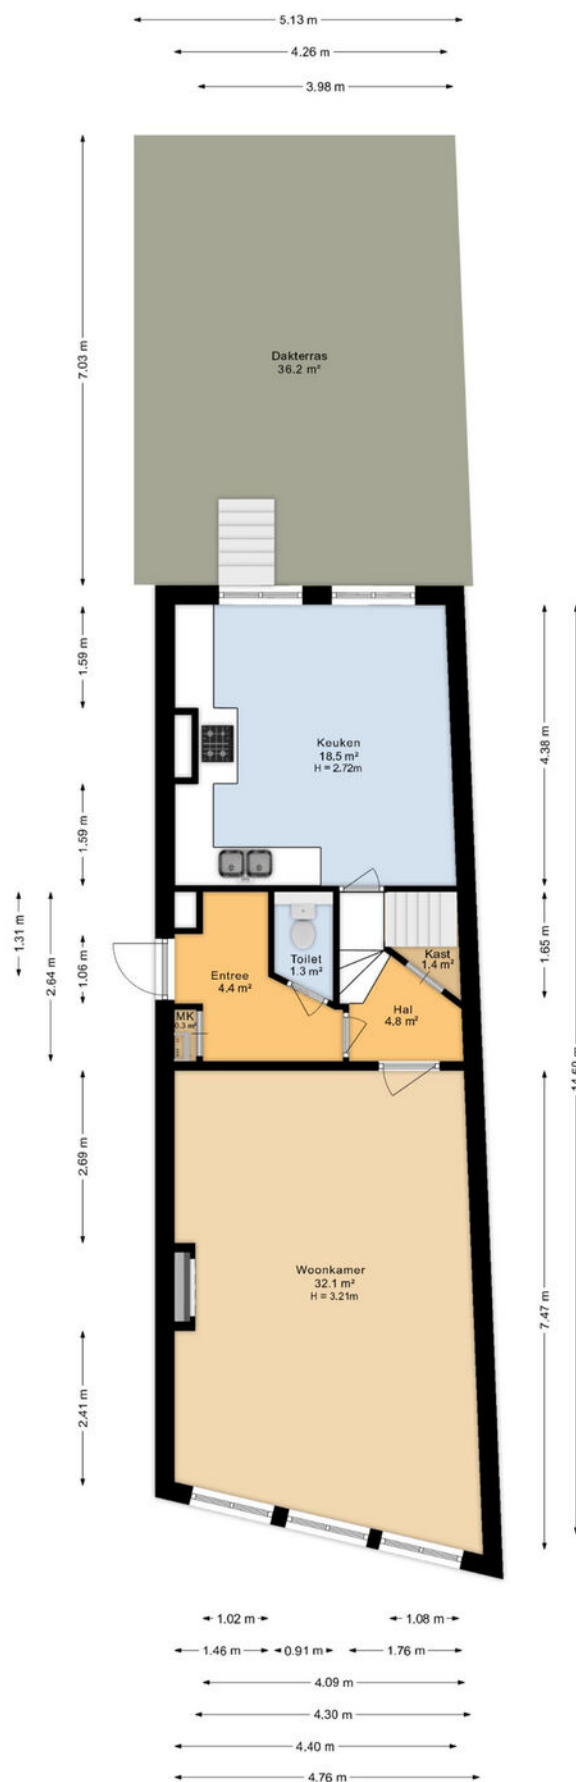 5.13 m
4.26 m
3.98 m
7.03 m
Dakterras
36.2 m²
1.59 m
Keuken
18.5 m²
H = 2.72m
4.38 m
1.59 m
1.31 m
2.64 m
1.06 m
Entree
4.4 m²
Toilet
1.3 m²
Kast
1.4 m²
1.65 m
MK
0.3 m²
Hal
4.8 m²
2.69 m
Woonkamer
32.1 m²
H = 3.21m
7.47 m
2.41 m
1.02 m
1.08 m
1.46 m
0.91 m
1.76 m
4.09 m
4.30 m
4.40 m
4.76 m